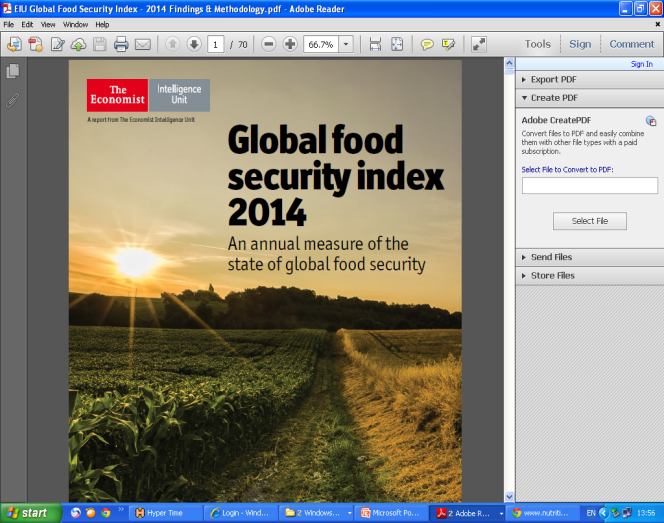 EIU Global Food Security Index - 2014 Findings & Methodology.pdf - Adobe Reader
File Edit View Window Help
1 / 70 66.7% Tools Sign Comment
Sign In
Export PDF
Create PDF
Adobe CreatePDF
Convert files to PDF and easily combine
them with other file types with a paid
subscription.
Select File to Convert to PDF:
Select File
Send Files
Store Files
The
Economist
Intelligence
Unit
A report from The Economist Intelligence Unit
Global food
security index
2014
An annual measure of the
state of global food security
start Hyper Time Login - Wind... 2 Windows... Microsoft Po... 2 Adobe R... www.nutriti... EN 13:56